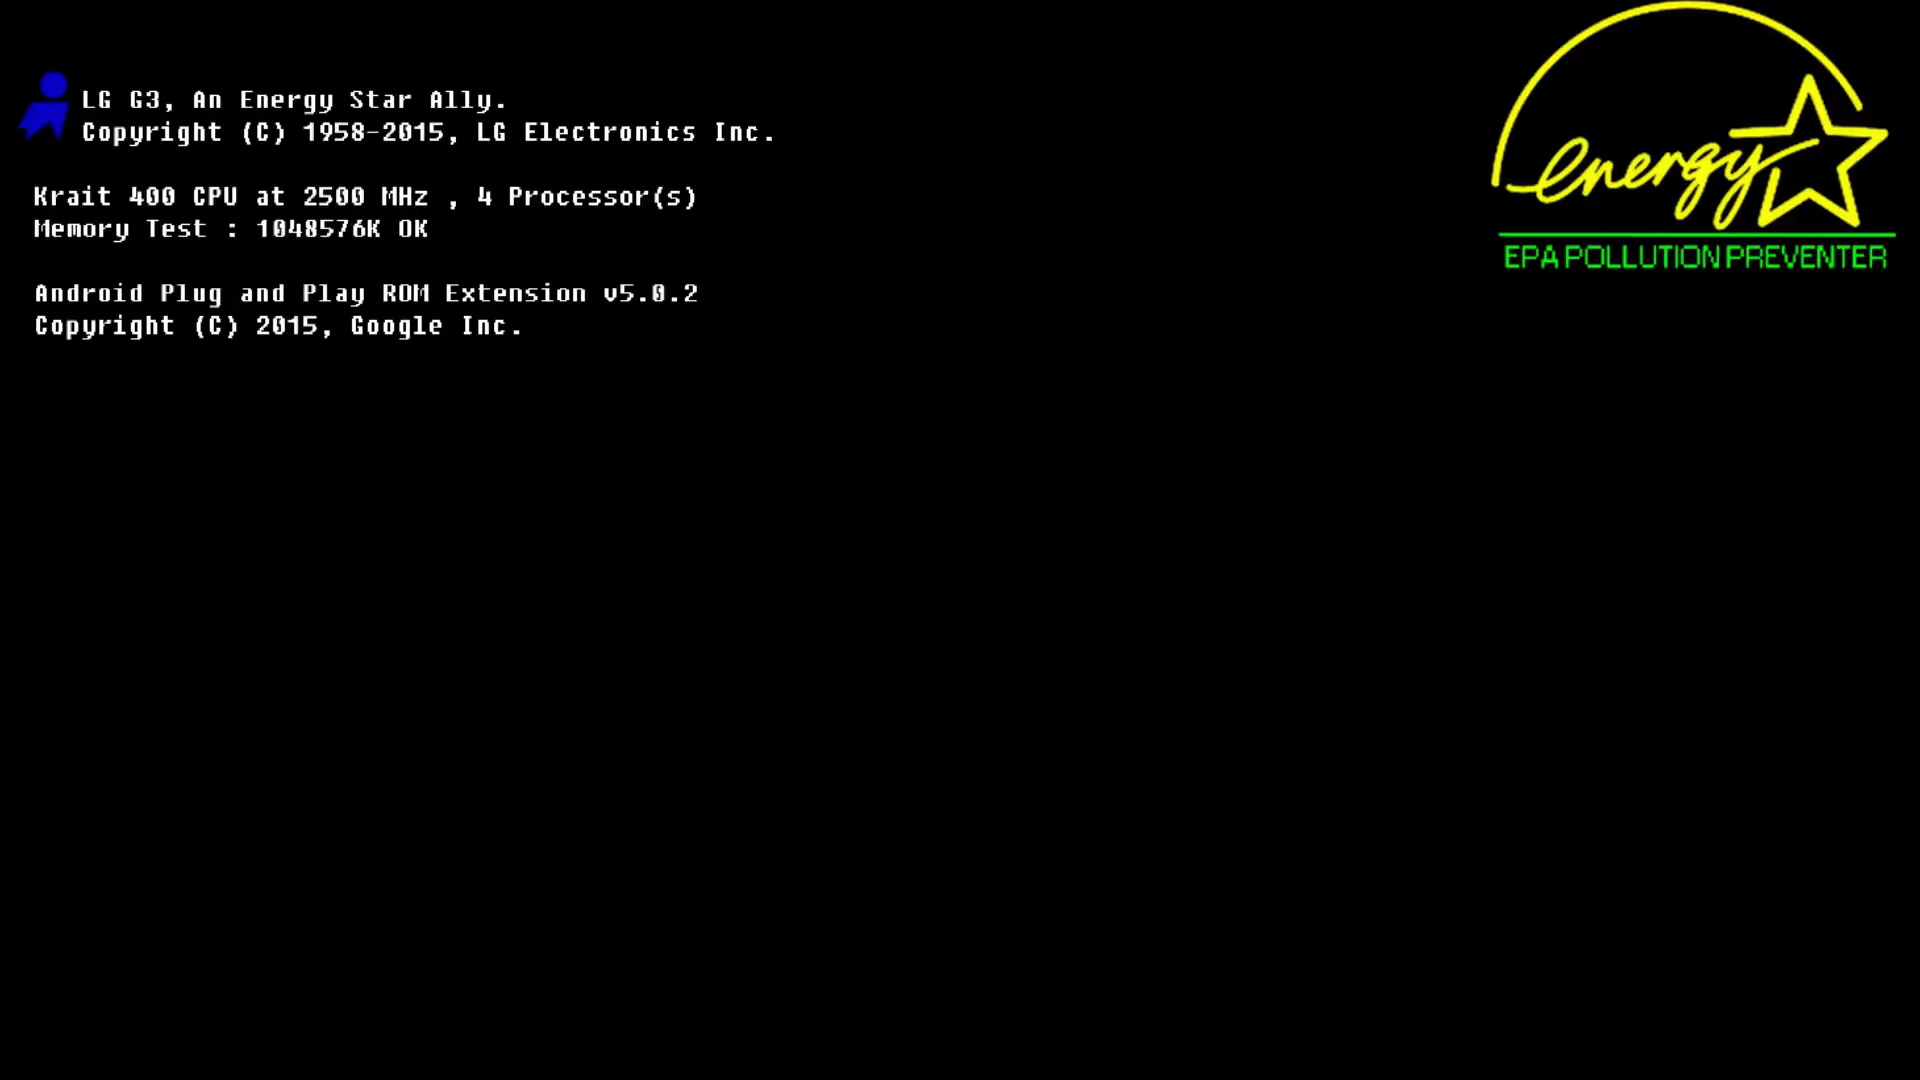 LG G3, An Energy Star Ally.
Copyright (C) 1958-2015, LG Electronics Inc.
Krait 400 CPU at 2500 MHz , 4 Processor(s)
Memory Test : 1048576K OK
Android Plug and Play ROM Extension v5.0.2
Copyright (C) 2015, Google Inc.
energy
EPA POLLUTION PREVENTER